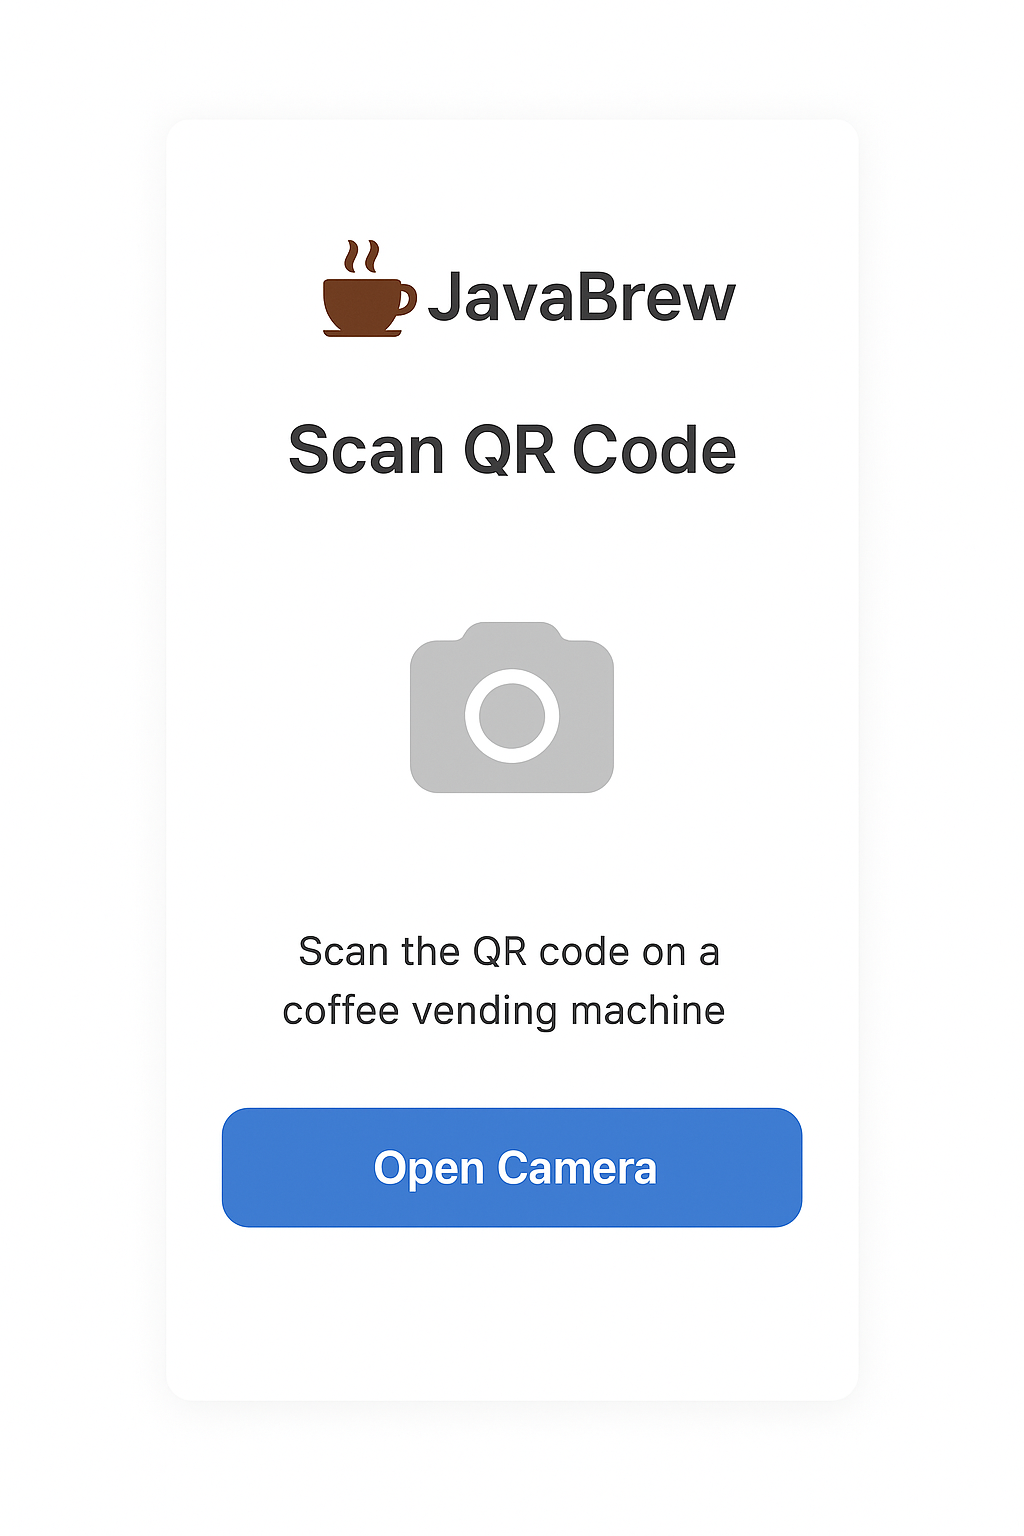 JavaBrew
Scan QR Code
Scan the QR code on a
coffee vending machine
Open Camera